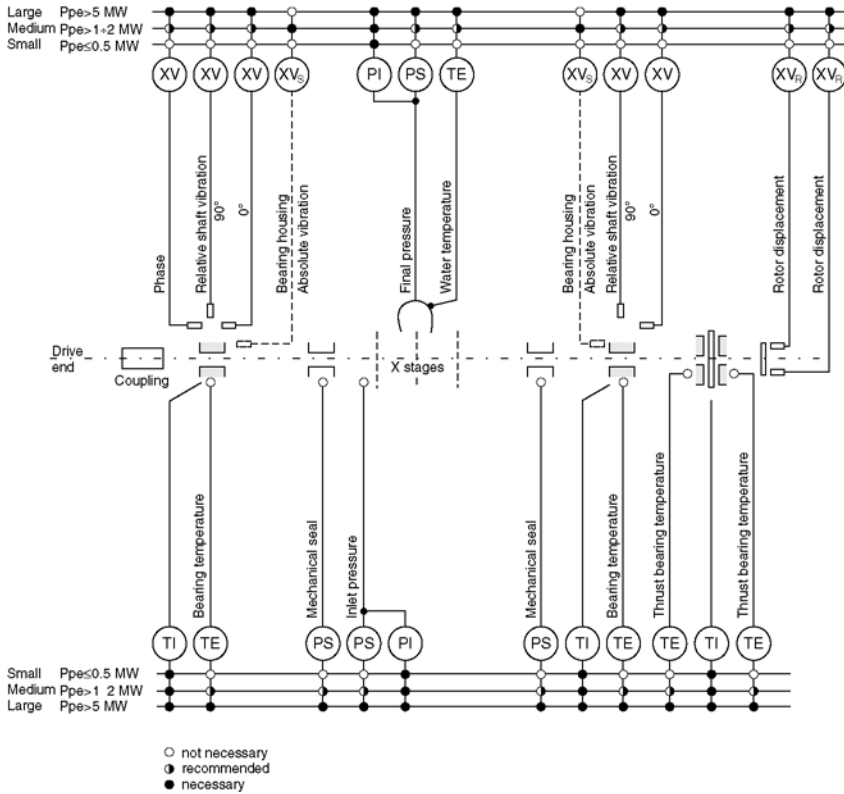 Large Ppe>5 MW
Medium Ppe>1÷2 MW
Small Ppe≤0.5 MW
XV XV XV XVS PI PS TE XVS XV XV XVR XVR
Phase
Relative shaft vibration
90°
0°
Bearing housing
Absolute vibration
Final pressure
Water temperature
Bearing housing
Absolute vibration
Relative shaft vibration
90°
0°
Rotor displacement
Rotor displacement
Drive
end
Coupling
X stages
Bearing temperature
Mechanical seal
Inlet pressure
Mechanical seal
Bearing temperature
Thrust bearing temperature
Thrust bearing temperature
TI TE PS PS PI PS TI TE TE TI TE
Small Ppe≤0.5 MW
Medium Ppe>1 2 MW
Large Ppe>5 MW
not necessary
recommended
necessary